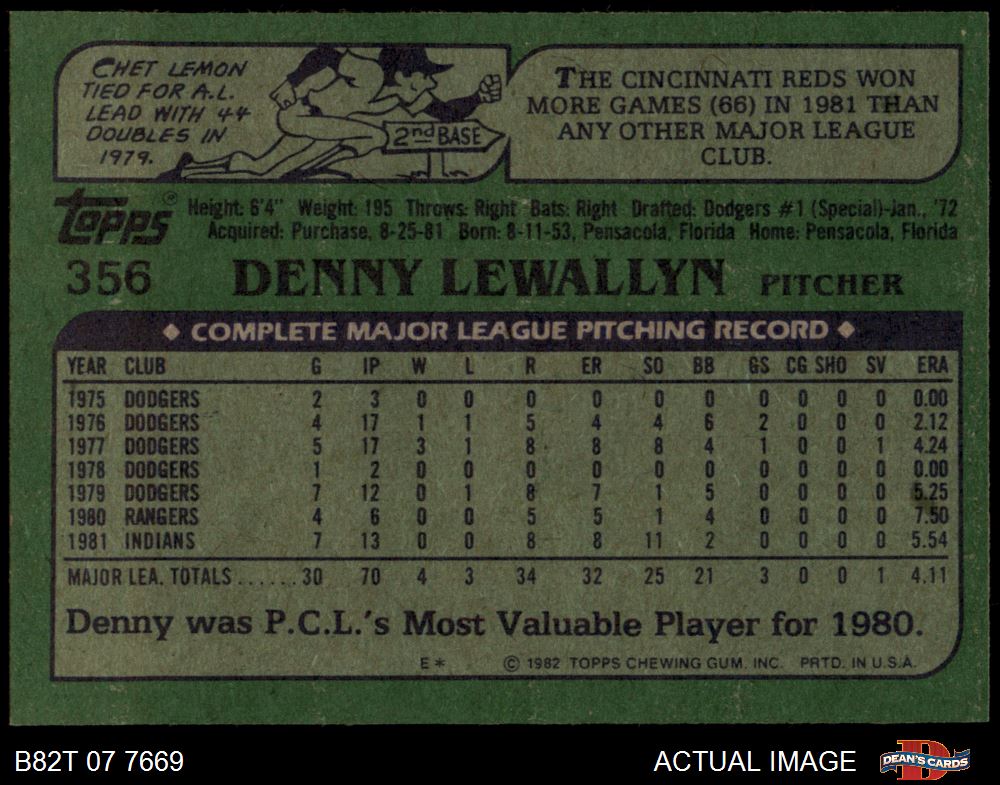 CHET LEMON
TIED FOR A.L.
LEAD WITH 44
DOUBLES IN
1979.
2nd BASE
THE CINCINNATI REDS WON
MORE GAMES (66) IN 1981 THAN
ANY OTHER MAJOR LEAGUE
CLUB.
Topps®
Height: 6'4" Weight: 195 Throws: Right Bats: Right Drafted: Dodgers #1 (Special)-Jan., '72
Acquired: Purchase, 8-25-81 Born: 8-11-53, Pensacola, Florida Home: Pensacola, Florida
356 DENNY LEWALLYN PITCHER
◆ COMPLETE MAJOR LEAGUE PITCHING RECORD ◆
YEAR CLUB G IP W L R ER SO BB GS CG SHO SV ERA
1975 DODGERS 2 3 0 0 0 0 0 0 0 0 0 0 0.00
1976 DODGERS 4 17 1 1 5 4 4 6 2 0 0 0 2.12
1977 DODGERS 5 17 3 1 8 8 8 4 1 0 0 1 4.24
1978 DODGERS 1 2 0 0 0 0 0 0 0 0 0 0 0.00
1979 DODGERS 7 12 0 1 8 7 1 5 0 0 0 0 5.25
1980 RANGERS 4 6 0 0 5 5 1 4 0 0 0 0 7.50
1981 INDIANS 7 13 0 0 8 8 11 2 0 0 0 0 5.54
MAJOR LEA. TOTALS......30 70 4 3 34 32 25 21 3 0 0 1 4.11
Denny was P.C.L.'s Most Valuable Player for 1980.
E* © 1982 TOPPS CHEWING GUM, INC. PRTD. IN U.S.A.
B82T 07 7669 ACTUAL IMAGE DEAN'S CARDS